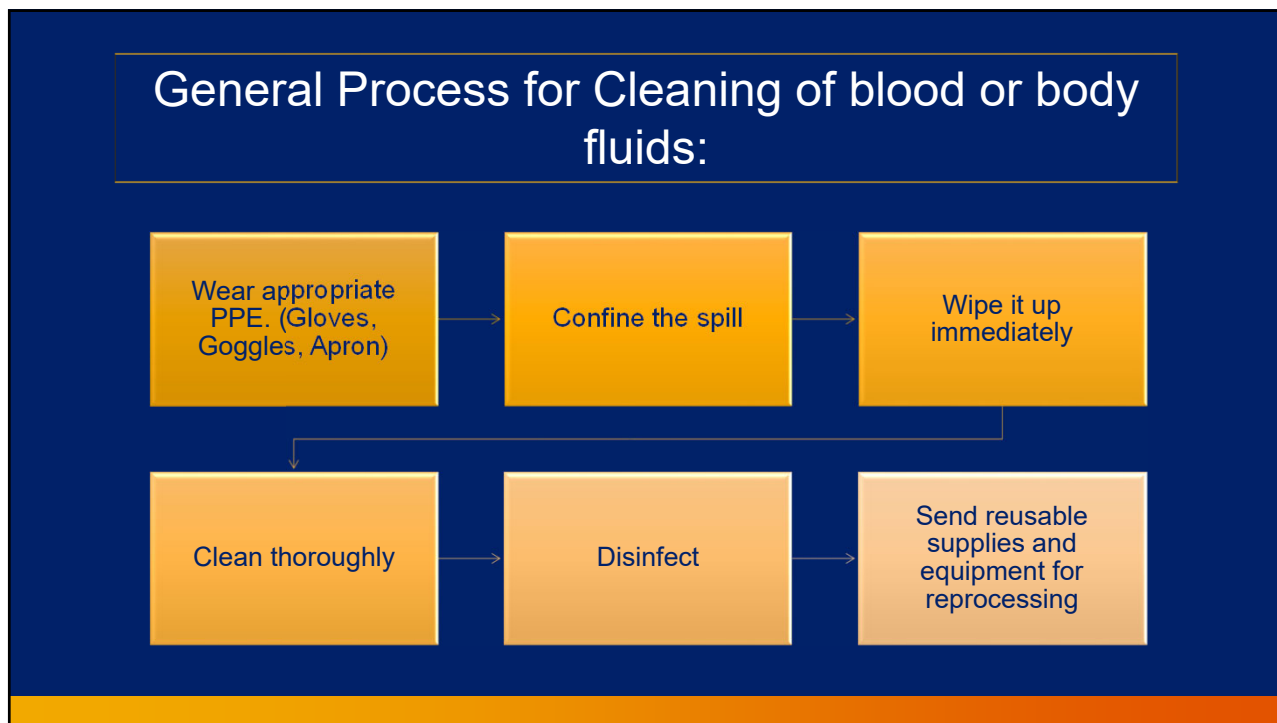 General Process for Cleaning of blood or body
fluids:
Wear appropriate
PPE. (Gloves,
Goggles, Apron)
Confine the spill
Wipe it up
immediately
Clean thoroughly
Disinfect
Send reusable
supplies and
equipment for
reprocessing